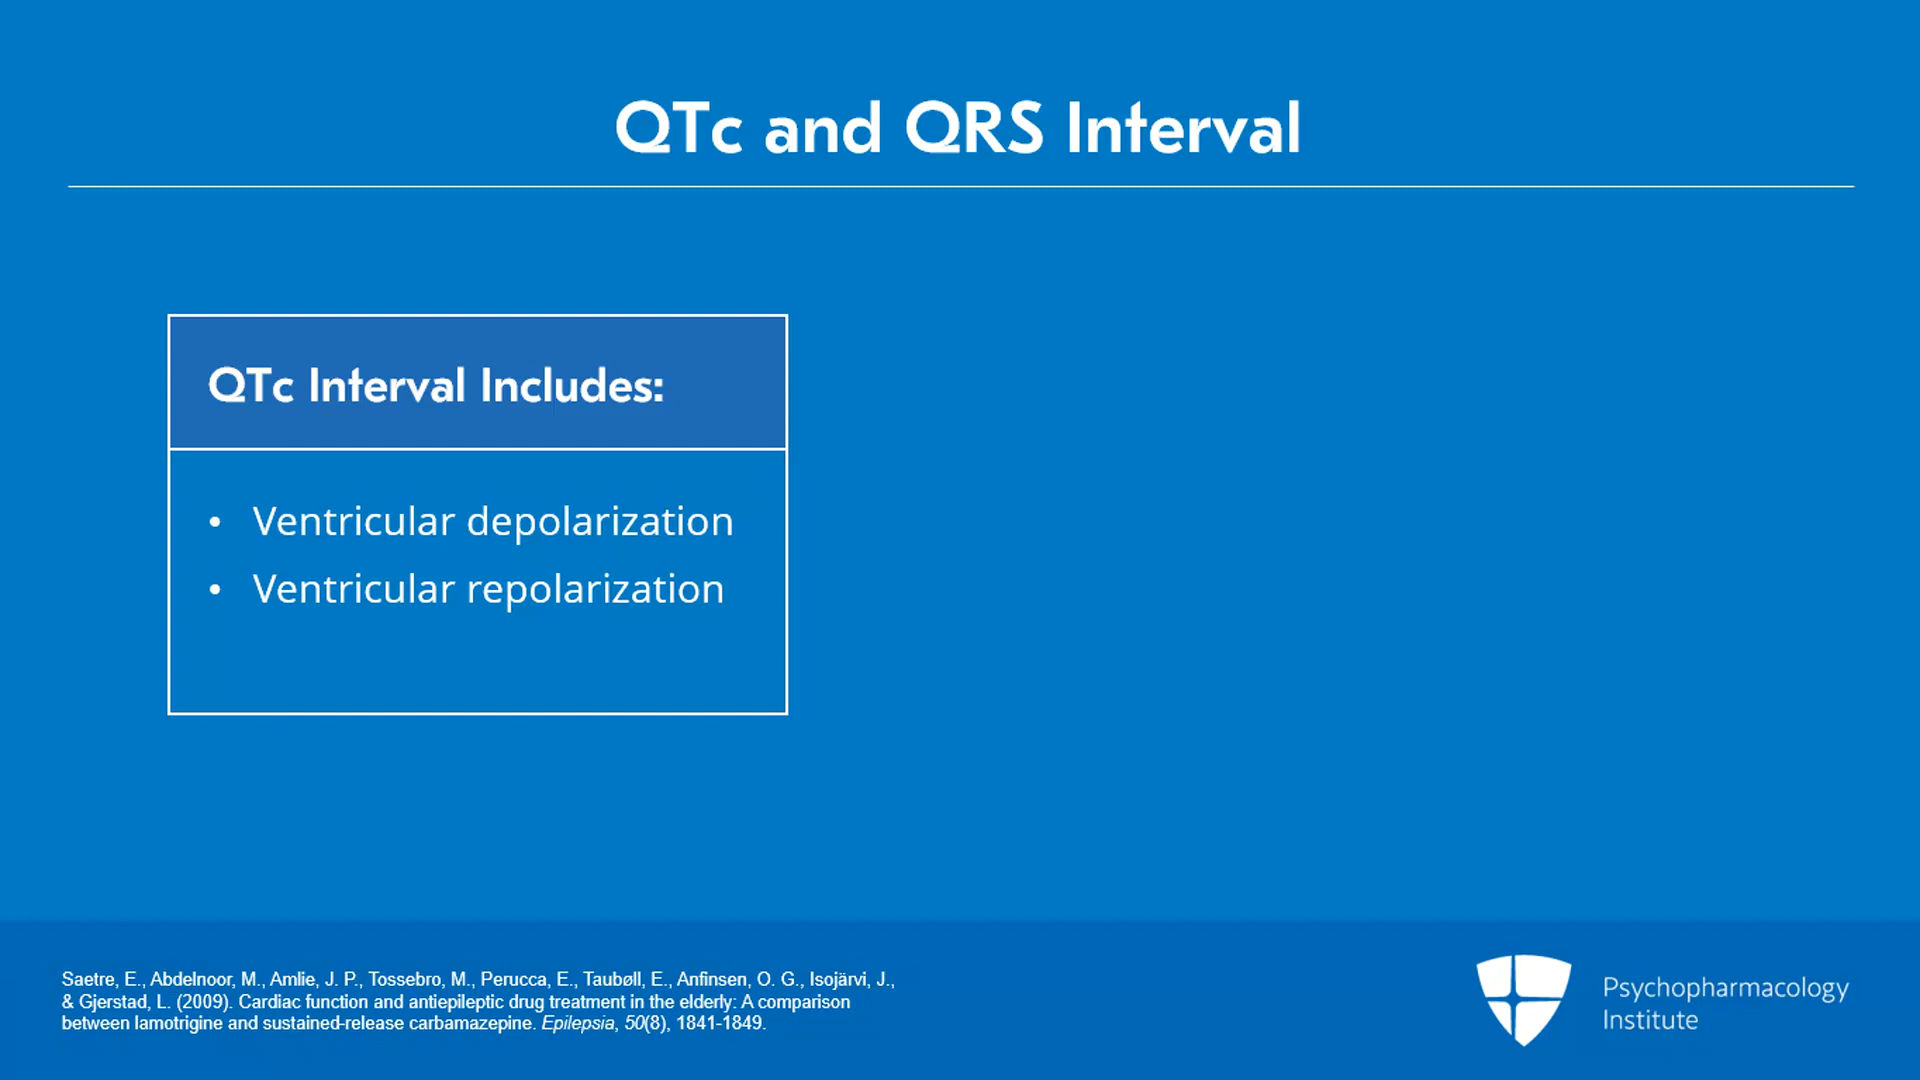 QTc and QRS Interval
QTc Interval Includes:
• Ventricular depolarization
• Ventricular repolarization
Saetre, E., Abdelnoor, M., Amlie, J. P., Tossebro, M., Perucca, E., Taubøll, E., Anfinsen, O. G., Isojärvi, J.,
& Gjerstad, L. (2009). Cardiac function and antiepileptic drug treatment in the elderly: A comparison
between lamotrigine and sustained-release carbamazepine. Epilepsia, 50(8), 1841-1849.
Psychopharmacology
Institute